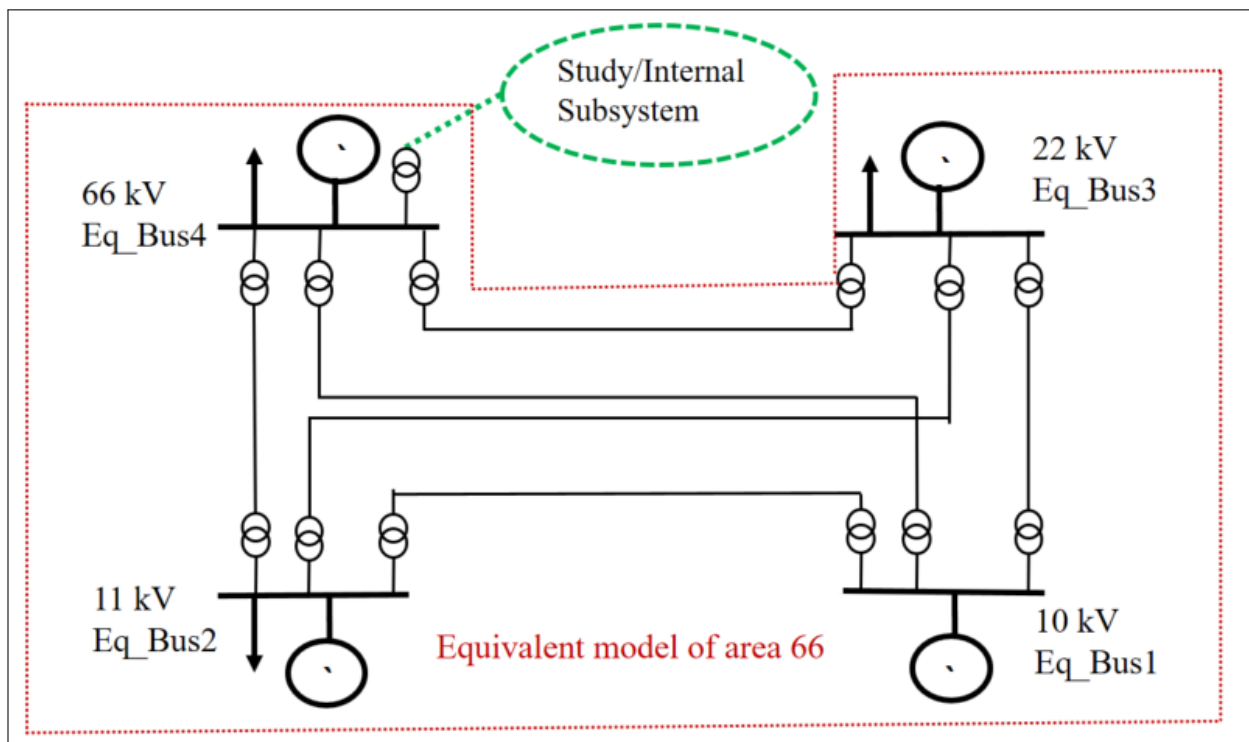 Study/Internal
Subsystem
66 kV
Eq_Bus4
22 kV
Eq_Bus3
11 kV
Eq_Bus2
Equivalent model of area 66
10 kV
Eq_Bus1